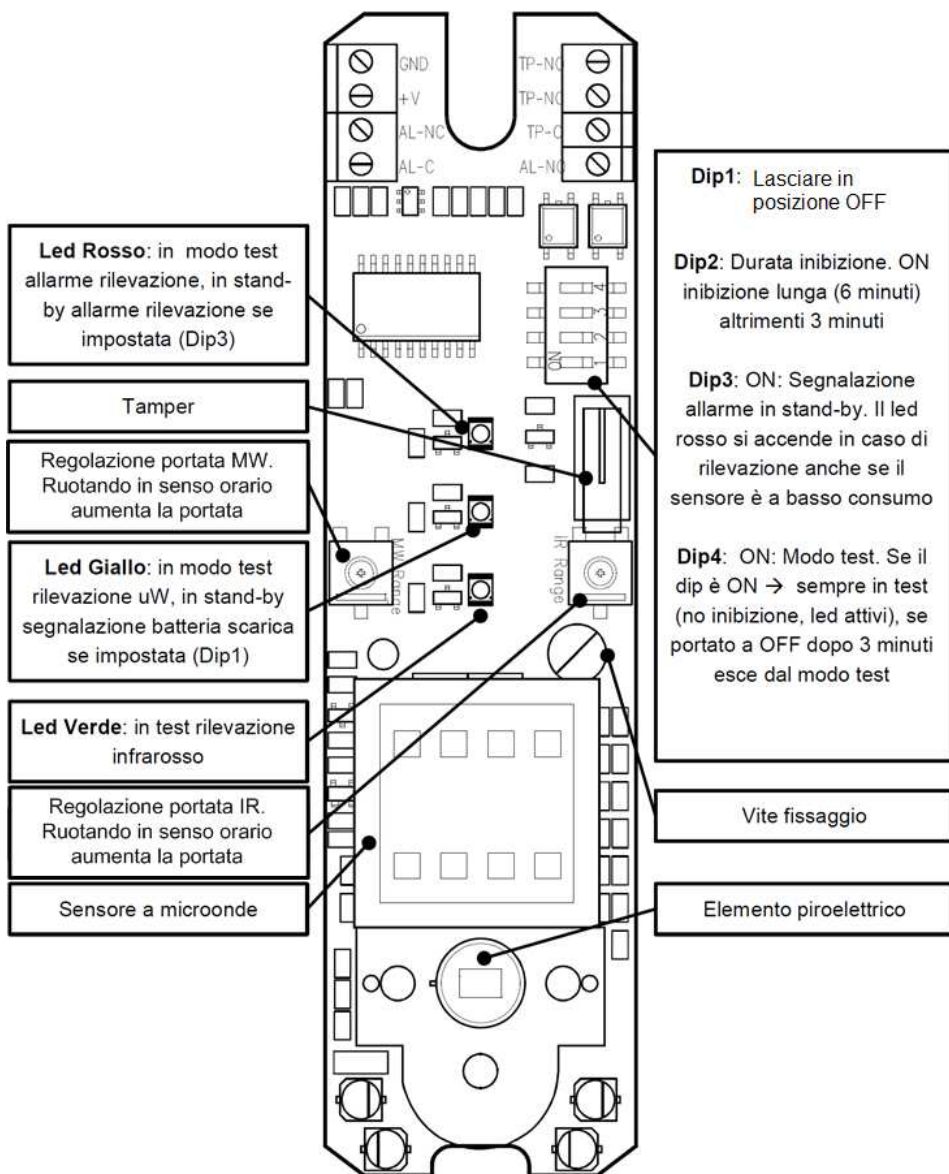 GND
+V
AL-NC
AL-C
TP-NO
TP-NO
TP-C
AL-NO
Led Rosso: in modo test
allarme rilevazione, in stand-
by allarme rilevazione se
impostata (Dip3)
Tamper
Regolazione portata MW.
Ruotando in senso orario
aumenta la portata
Led Giallo: in modo test
rilevazione uW, in stand-by
segnalazione batteria scarica
se impostata (Dip1)
Led Verde: in test rilevazione
infrarosso
Regolazione portata IR.
Ruotando in senso orario
aumenta la portata
Sensore a microonde
4
3
2
1
NO
MW Range
IR Range
Dip1: Lasciare in
posizione OFF
Dip2: Durata inibizione. ON
inibizione lunga (6 minuti)
altrimenti 3 minuti
Dip3: ON: Segnalazione
allarme in stand-by. Il led
rosso si accende in caso di
rilevazione anche se il
sensore è a basso consumo
Dip4: ON: Modo test. Se il
dip è ON → sempre in test
(no inibizione, led attivi), se
portato a OFF dopo 3 minuti
esce dal modo test
Vite fissaggio
Elemento piroelettrico